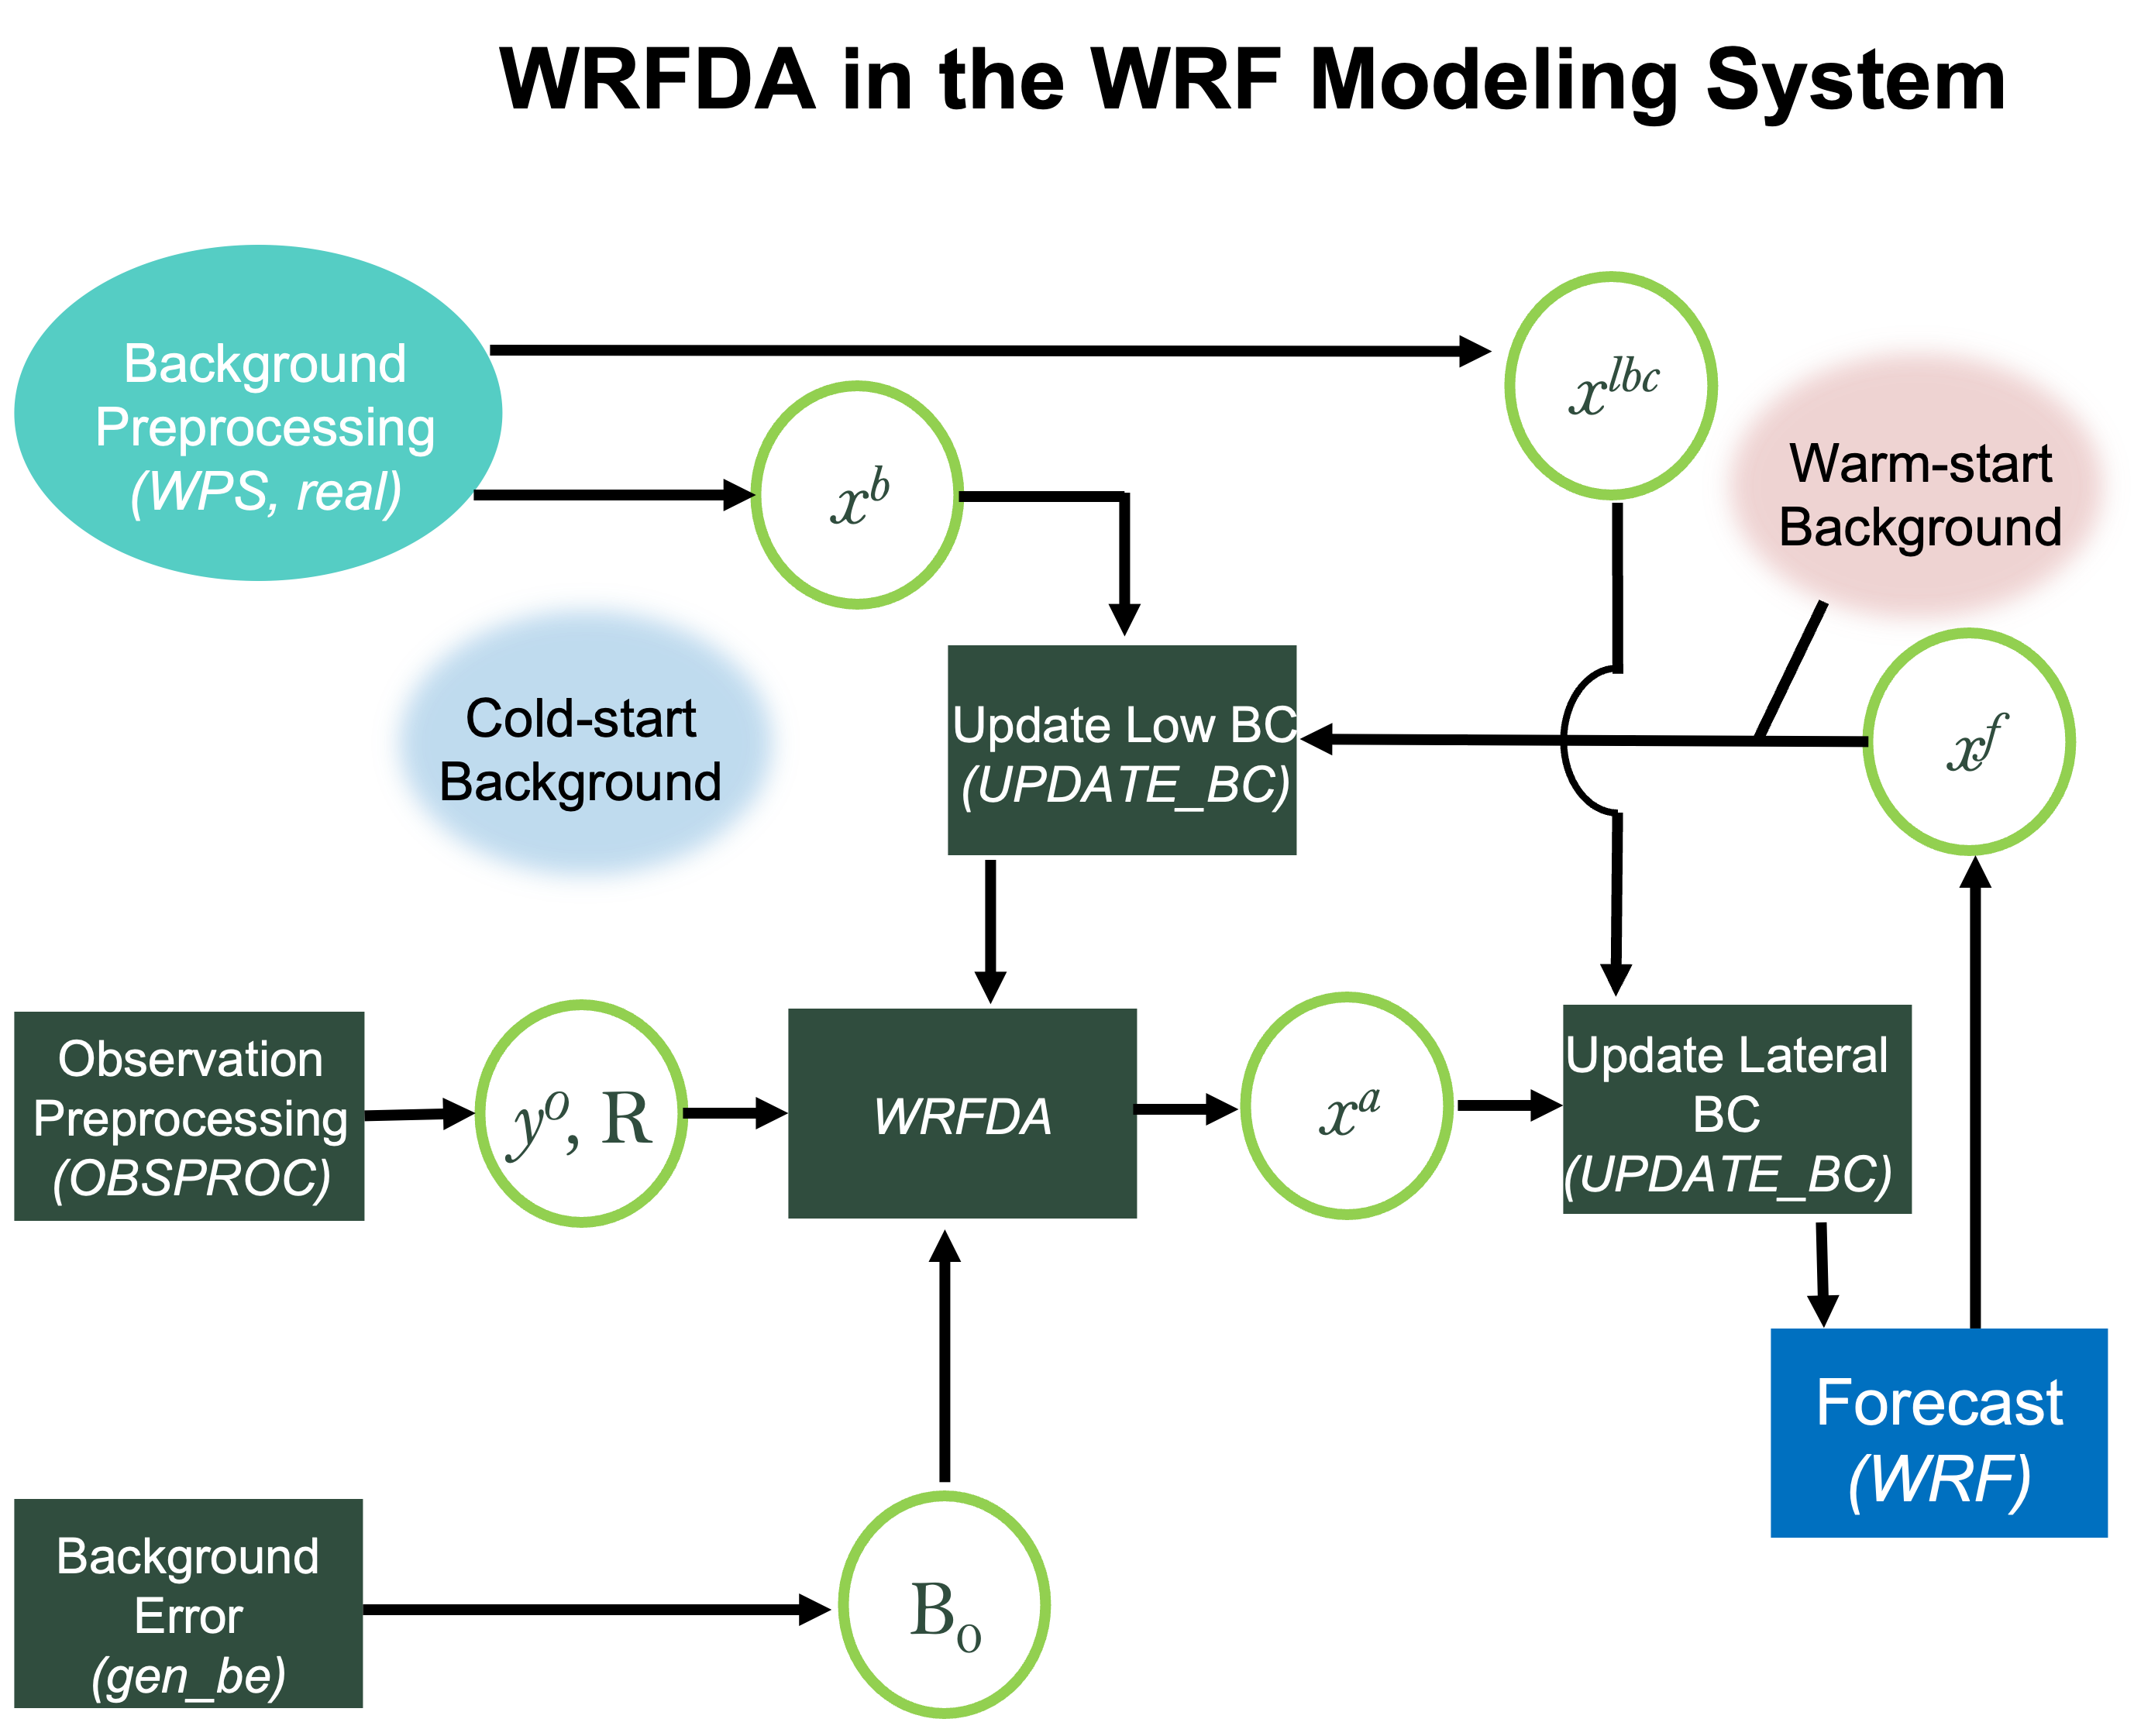 WRFDA in the WRF Modeling System
Background
Preprocessing
(WPS, real)
x^b
x^lbc
Warm-start
Background
Cold-start
Background
Update Low BC
(UPDATE_BC)
x^f
Observation
Preprocessing
(OBSPROC)
y^o, R
WRFDA
x^a
Update Lateral
BC
(UPDATE_BC)
Forecast
(WRF)
Background
Error
(gen_be)
B_0